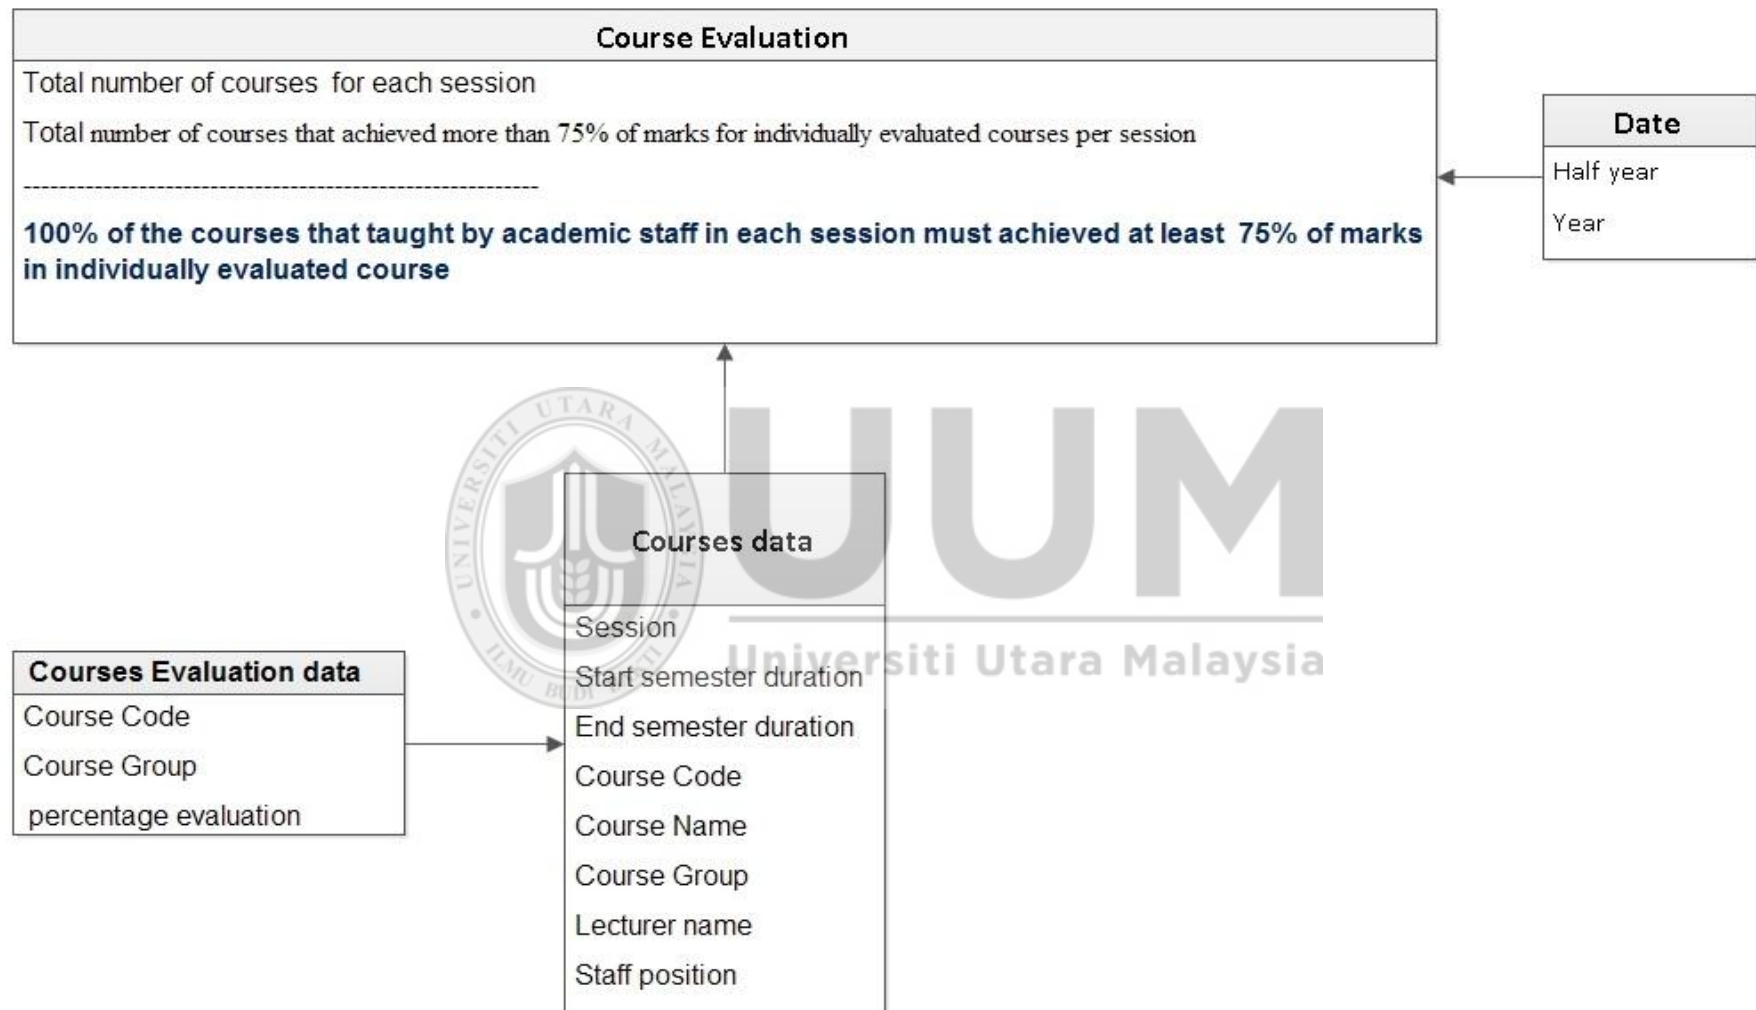 Course Evaluation
Total number of courses for each session
Total number of courses that achieved more than 75% of marks for individually evaluated courses per session
----------------------------------------------------------
100% of the courses that taught by academic staff in each session must achieved at least 75% of marks
in individually evaluated course
Date
Half year
Year
UNIVERSITI UTARA MALAYSIA
ILMU BUDI BAKTI
UUM
Universiti Utara Malaysia
Courses data
Session
Start semester duration
End semester duration
Course Code
Course Name
Course Group
Lecturer name
Staff position
Courses Evaluation data
Course Code
Course Group
percentage evaluation